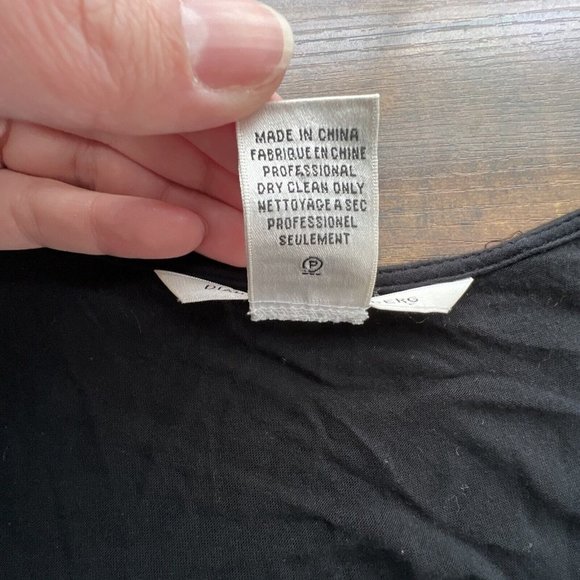 MADE IN CHINA
FABRIQUE EN CHINE
PROFESSIONAL
DRY CLEAN ONLY
NETTOYAGE A SEC
PROFESSIONEL
SEULEMENT
P